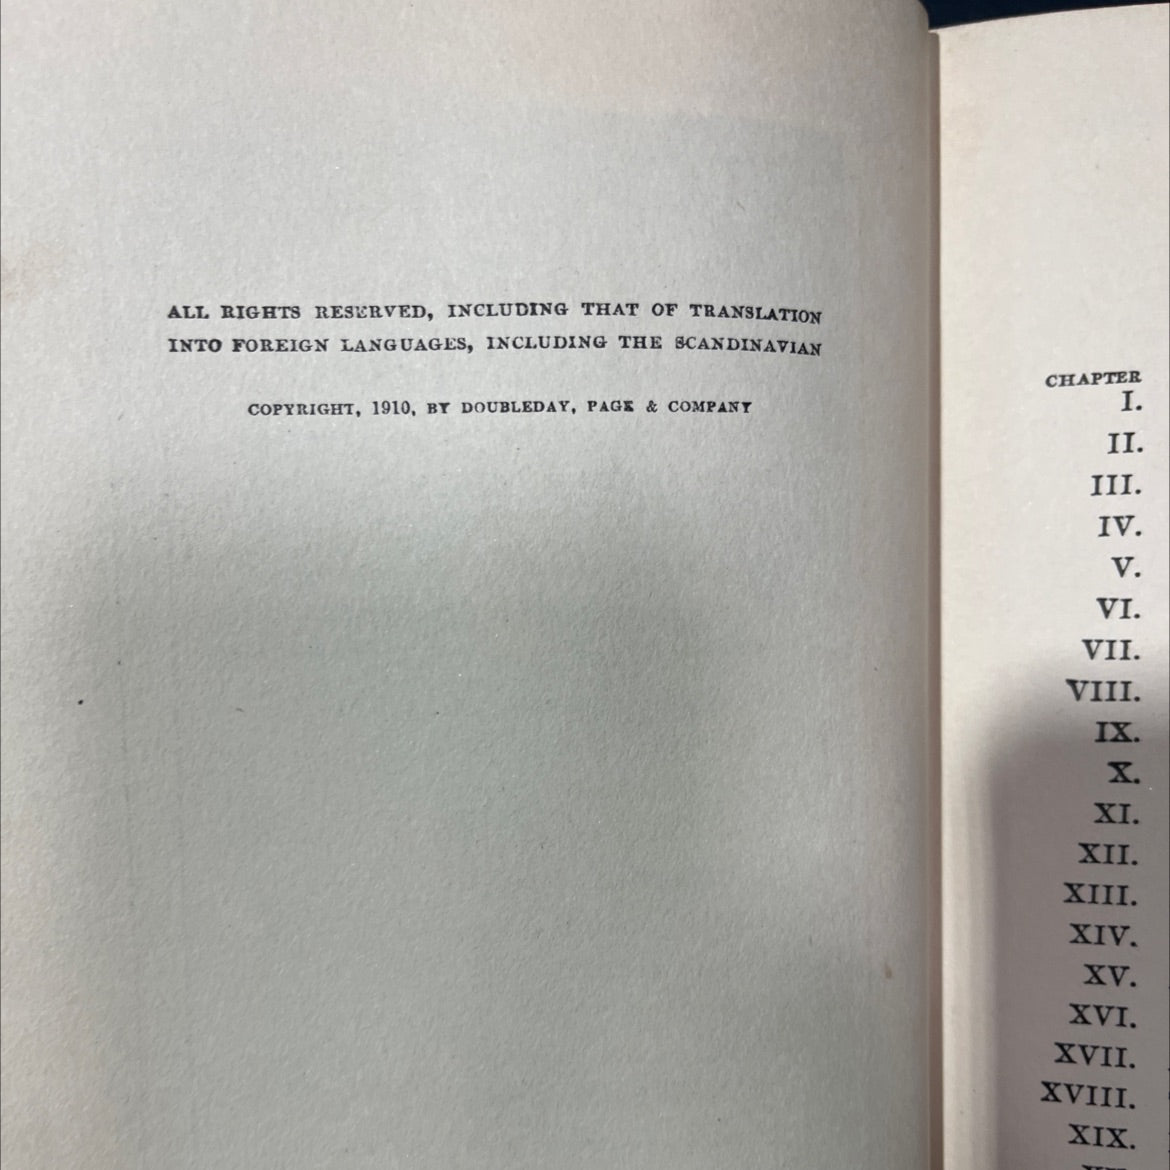 ALL RIGHTS RESERVED, INCLUDING THAT OF TRANSLATION
INTO FOREIGN LANGUAGES, INCLUDING THE SCANDINAVIAN
COPYRIGHT, 1910, BY DOUBLEDAY, PAGE & COMPANY
CHAPTER
I.
II.
III.
IV.
V.
VI.
VII.
VIII.
IX.
X.
XI.
XII.
XIII.
XIV.
XV.
XVI.
XVII.
XVIII.
XIX.